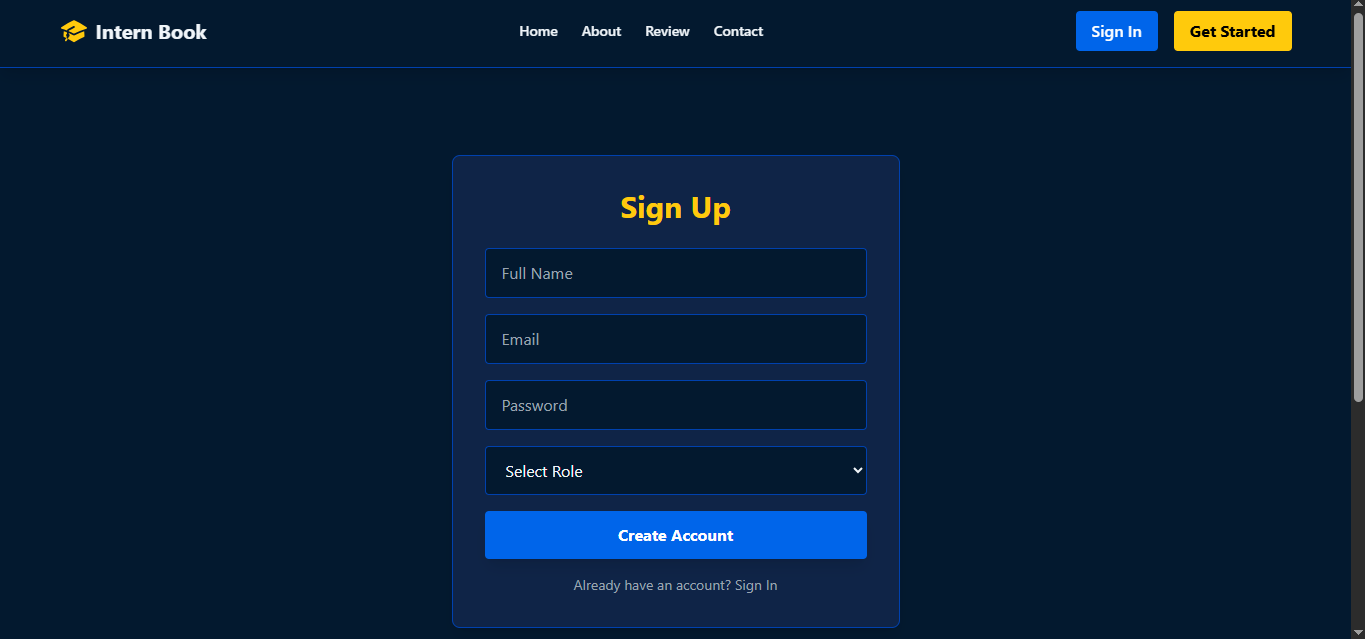 Intern Book
Home About Review Contact
Sign In Get Started
Sign Up
Full Name
Email
Password
Select Role
Create Account
Already have an account? Sign In